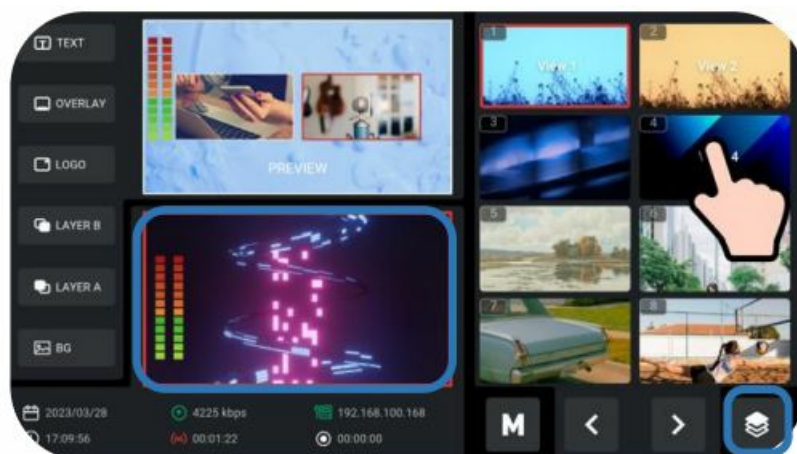 TEXT
OVERLAY
LOGO
LAYER B
LAYER A
BG
PREVIEW
1
View 1
2
View 2
3
4
4
5
6
7
8
2023/03/28
4225 kbps
192.168.100.168
17:09:56
00:01:22
00:00:00
M